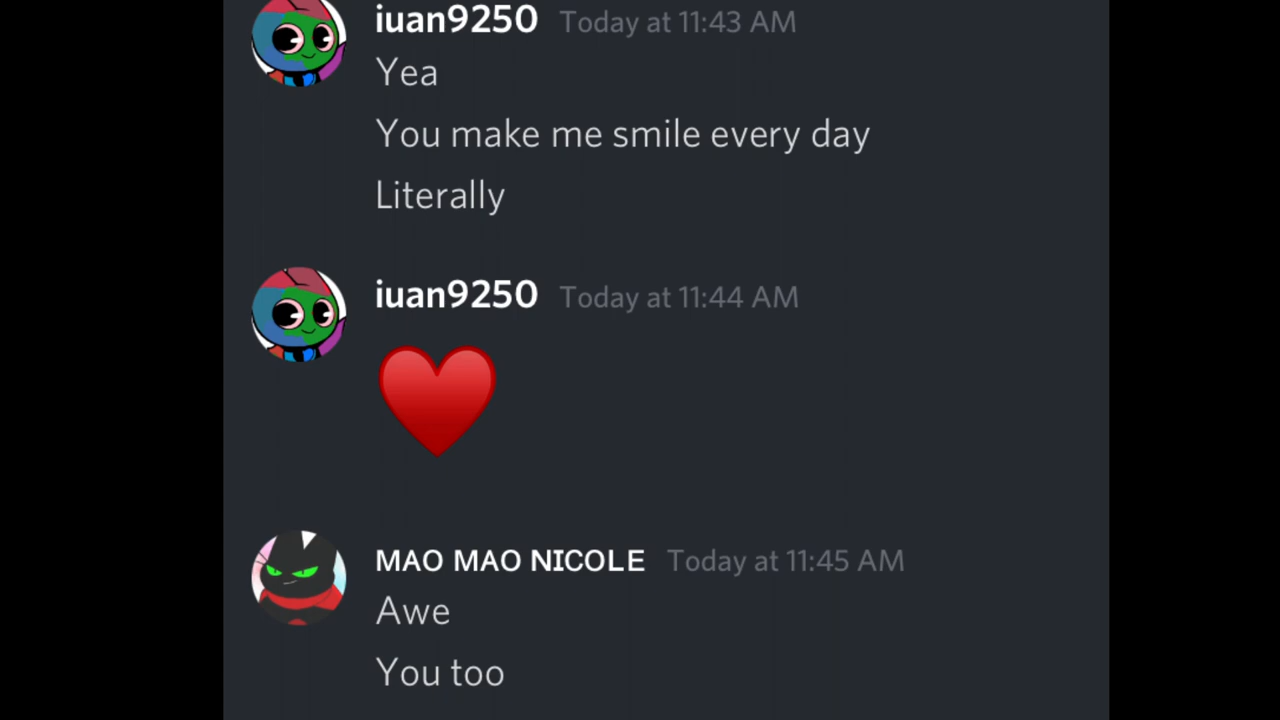 iuan9250 Today at 11:43 AM
Yea
You make me smile every day
Literally
iuan9250 Today at 11:44 AM
MAO MAO NICOLE Today at 11:45 AM
Awe
You too